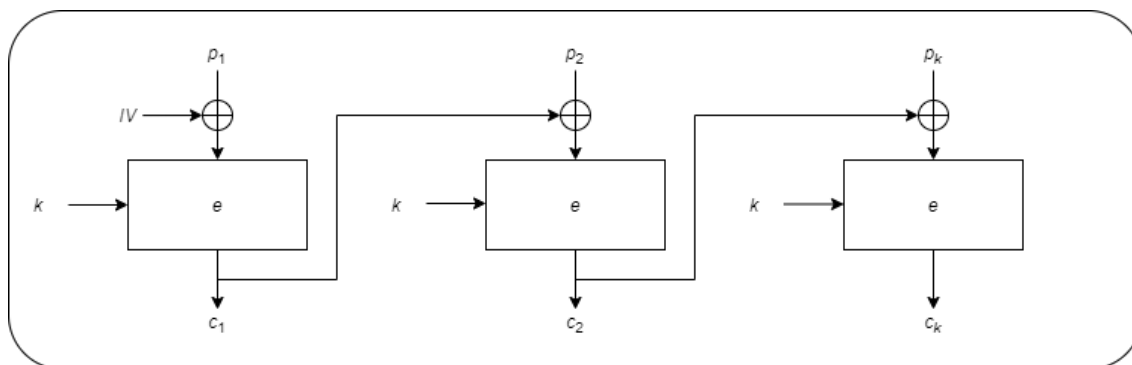 p₁ p₂ pₖ
IV
k e k e k e
c₁ c₂ cₖ